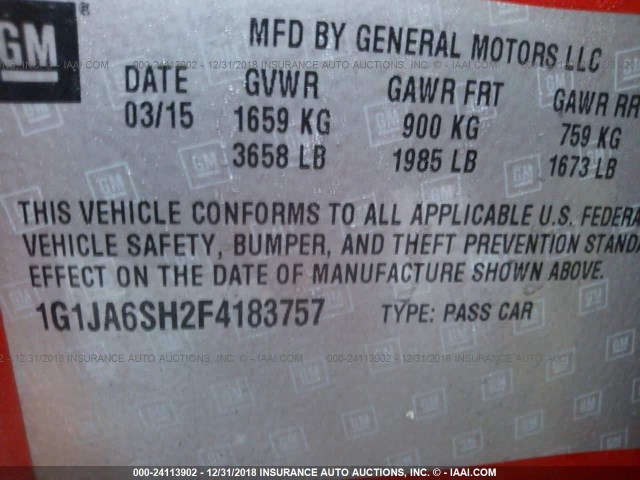 GM ®
MFD BY GENERAL MOTORS LLC
DATE GVWR GAWR FRT GAWR RR
03/15 1659 KG 900 KG 759 KG
3658 LB 1985 LB 1673 LB
THIS VEHICLE CONFORMS TO ALL APPLICABLE U.S. FEDERA
VEHICLE SAFETY, BUMPER, AND THEFT PREVENTION STANDA
EFFECT ON THE DATE OF MANUFACTURE SHOWN ABOVE.
1G1JA6SH2F4183757 TYPE: PASS CAR
000-24113902 - 12/31/2018 INSURANCE AUTO AUCTIONS, INC. - IAAI.COM